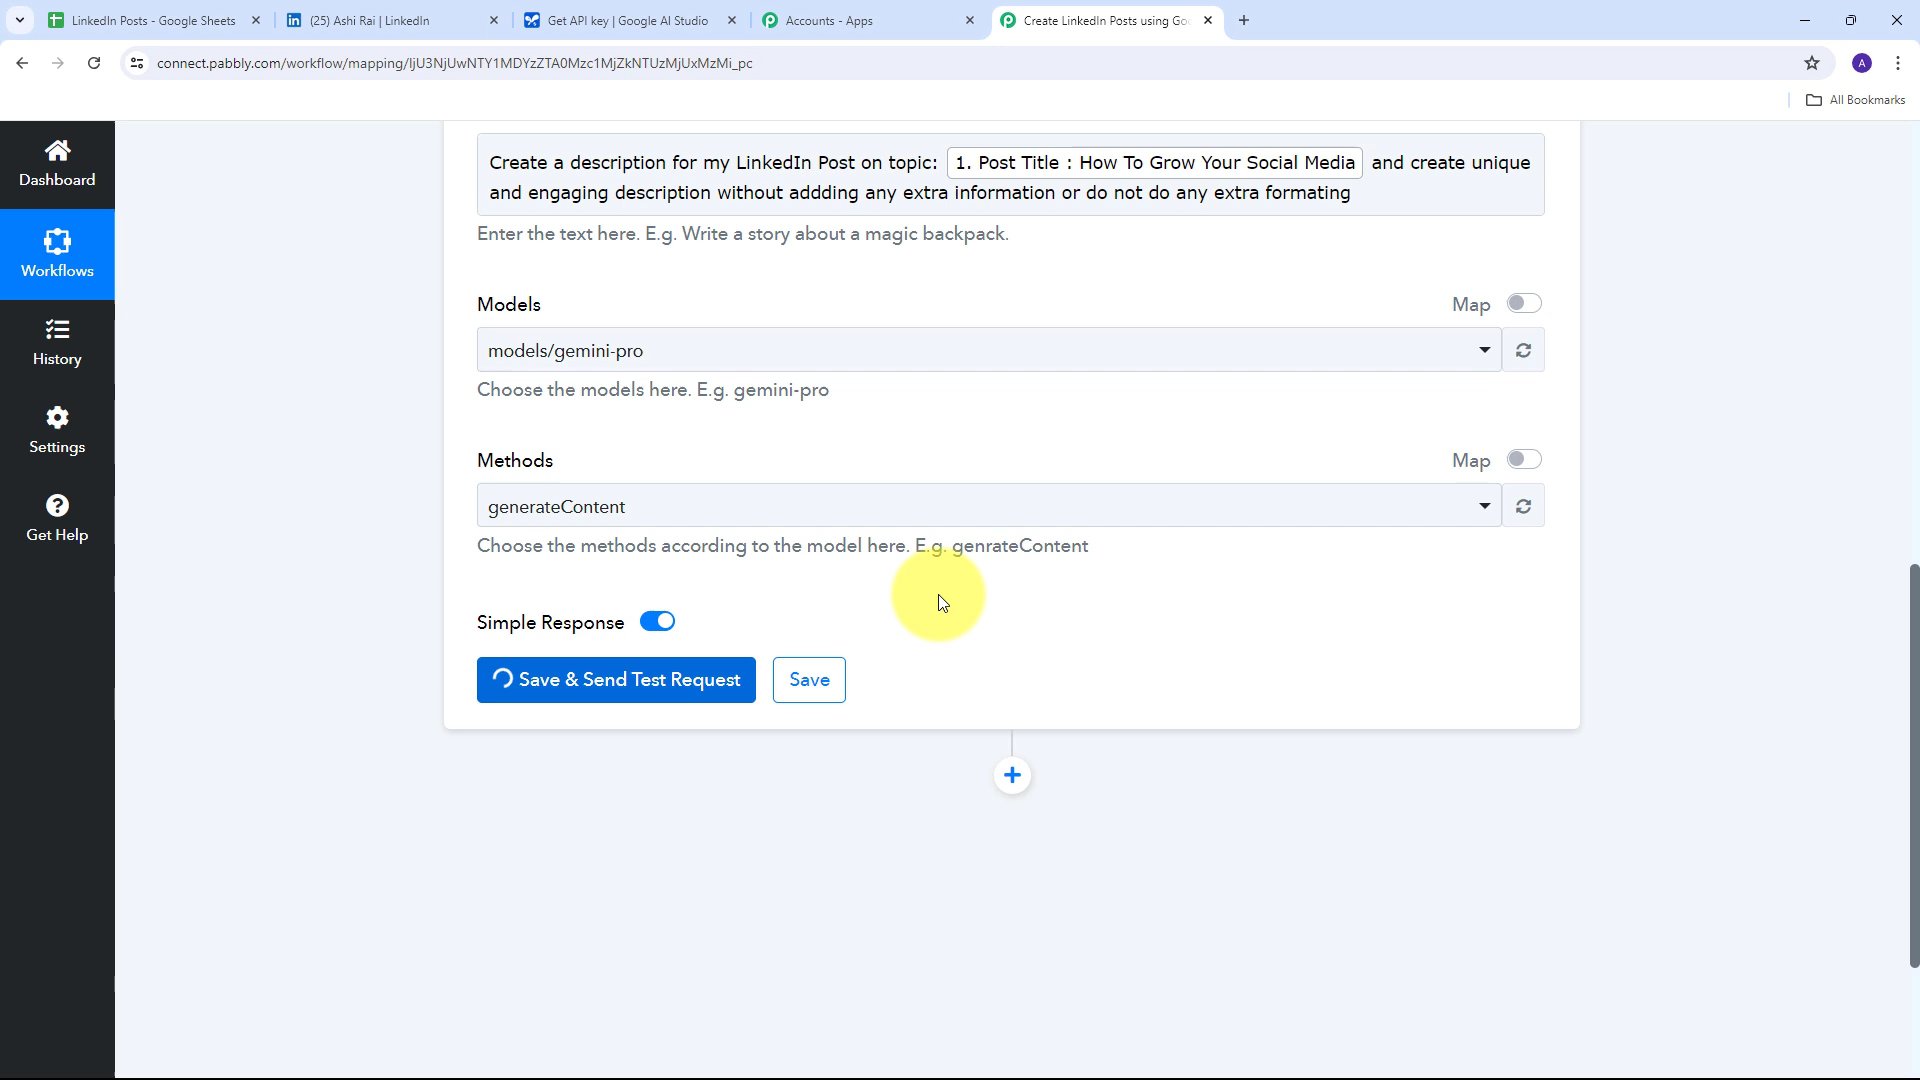 LinkedIn Posts - Google Sheets
(25) Ashi Rai | LinkedIn
Get API key | Google AI Studio
Accounts - Apps
Create LinkedIn Posts using Goo
connect.pabbly.com/workflow/mapping/IjU3NjUwNTY1MDYzZTA0Mzc1MjZkNTUzMjUxMzMi_pc
A
All Bookmarks
Dashboard
Workflows
History
Settings
Get Help
Create a description for my LinkedIn Post on topic: 1. Post Title : How To Grow Your Social Media and create unique
and engaging description without addding any extra information or do not do any extra formating
Enter the text here. E.g. Write a story about a magic backpack.
Models
Map
models/gemini-pro
Choose the models here. E.g. gemini-pro
Methods
Map
generateContent
Choose the methods according to the model here. E.g. genrateContent
Simple Response
Save & Send Test Request
Save